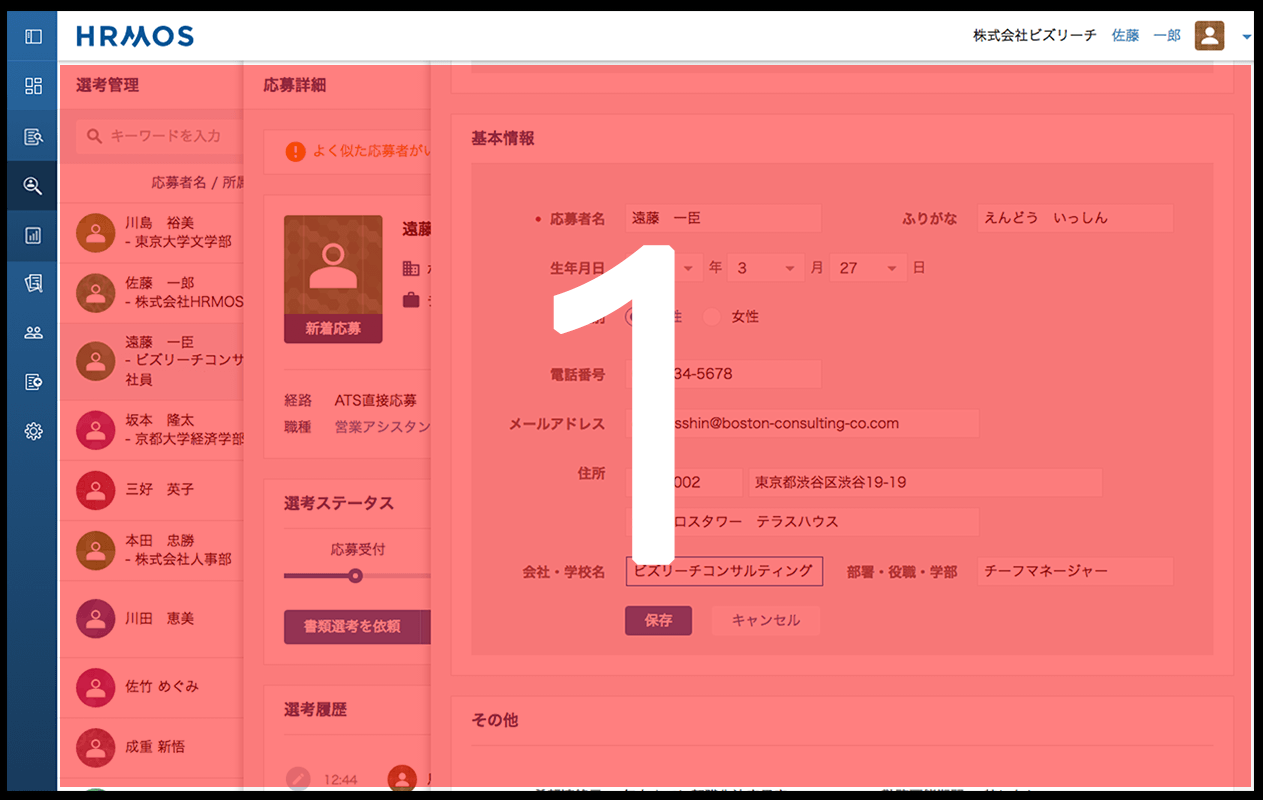 HRMOS
株式会社ビズリーチ 佐藤 一郎
選考管理
キーワードを入力
応募者名 / 所属
川島 裕美
- 東京大学文学部
佐藤 一郎
- 株式会社HRMOS
遠藤 一臣
- ビズリーチコンサ
社員
坂本 隆太
- 京都大学経済学部
三好 英子
本田 忠勝
- 株式会社人事部
川田 恵美
佐竹 めぐみ
成重 新悟
応募詳細
よく似た応募者がい
遠藤
新着応募
経路 ATS直接応募
職種 営業アシスタン
選考ステータス
応募受付
書類選考を依頼
選考履歴
12:44
基本情報
応募者名 遠藤 一臣 ふりがな えんどう いっしん
生年月日 年 3 月 27 日
女性
電話番号 34-5678
メールアドレス sshin@boston-consulting-co.com
住所 002 東京都渋谷区渋谷19-19
ロスタワー テラスハウス
会社・学校名 ビズリーチコンサルティング 部署・役職・学部 チーフマネージャー
保存 キャンセル
その他
1